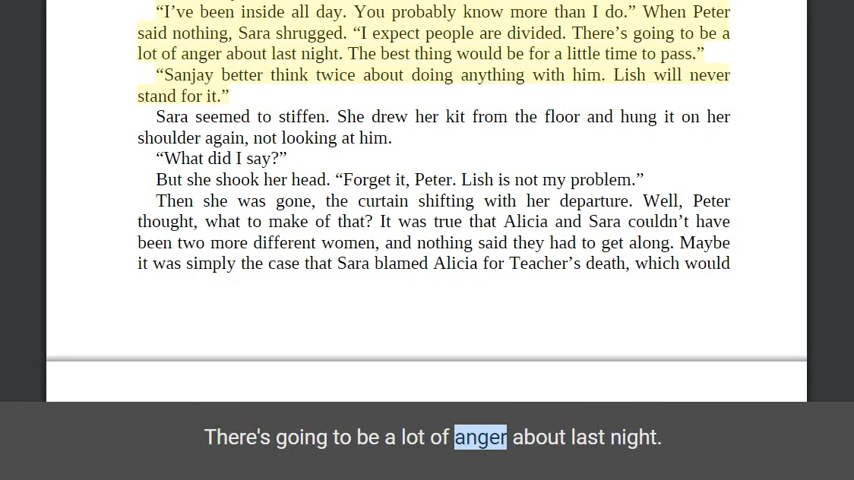 “I’ve been inside all day. You probably know more than I do.” When Peter
said nothing, Sara shrugged. “I expect people are divided. There’s going to be a
lot of anger about last night. The best thing would be for a little time to pass.”
“Sanjay better think twice about doing anything with him. Lish will never
stand for it.”
Sara seemed to stiffen. She drew her kit from the floor and hung it on her
shoulder again, not looking at him.
“What did I say?”
But she shook her head. “Forget it, Peter. Lish is not my problem.”
Then she was gone, the curtain shifting with her departure. Well, Peter
thought, what to make of that? It was true that Alicia and Sara couldn’t have
been two more different women, and nothing said they had to get along. Maybe
it was simply the case that Sara blamed Alicia for Teacher’s death, which would
There's going to be a lot of anger about last night.